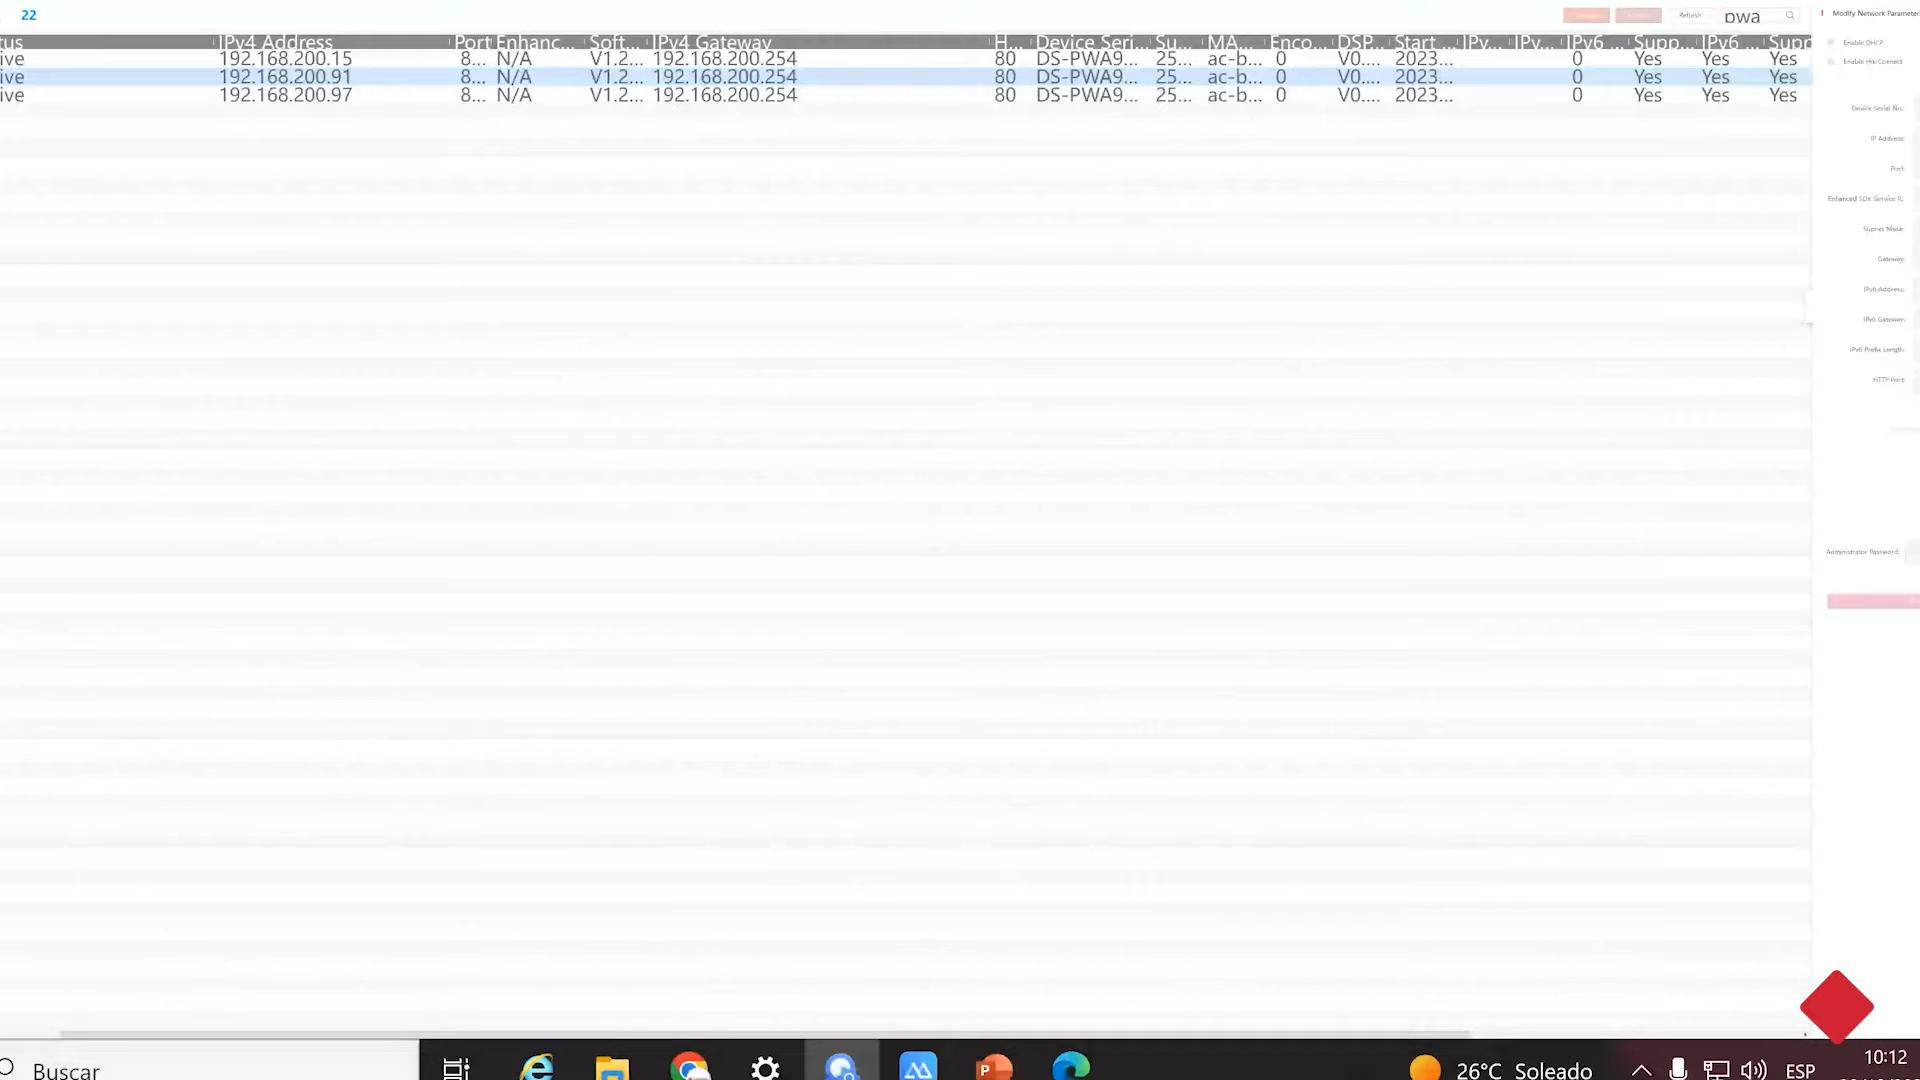 22
Refresh
pwa
tus IPv4 Address Port Enhanc... Soft... IPv4 Gateway H... Device Seri... Su... MA... Enco... DSP... Start ... IPv... IPv... IPv6 ... Supp... IPv6 ... Supp
ive 192.168.200.15 8... N/A V1.2... 192.168.200.254 80 DS-PWA9... 25... ac-b... 0 V0.... 2023... 0 Yes Yes Yes
ive 192.168.200.91 8... N/A V1.2... 192.168.200.254 80 DS-PWA9... 25... ac-b... 0 V0.... 2023... 0 Yes Yes Yes
ive 192.168.200.97 8... N/A V1.2... 192.168.200.254 80 DS-PWA9... 25... ac-b... 0 V0.... 2023... 0 Yes Yes Yes
Modify Network Parameter
Enable DHCP
Enable Hik-Connect
Device Serial No.:
IP Address:
Port:
Enhanced SDK Service P...
Subnet Mask:
Gateway:
IPv6 Address:
IPv6 Gateway:
IPv6 Prefix Length:
HTTP Port:
Administrator Password:
Buscar
26°C Soleado
ESP
10:12